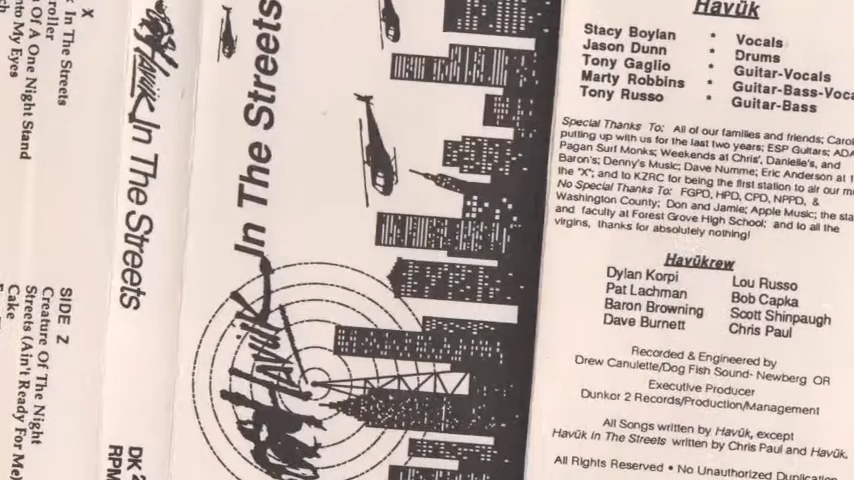 X
In The Streets
roller
Of A One Night Stand
nto My Eyes
SIDE Z
Creature Of The Night
Streets (Ain't Ready For Me)
Cake
Havük In The Streets
DK 2
RPM
In The Streets
Havük
Havük
Stacy Boylan • Vocals
Jason Dunn • Drums
Tony Gaglio • Guitar-Vocals
Marty Robbins • Guitar-Bass-Voca
Tony Russo • Guitar-Bass
Special Thanks To: All of our families and friends; Carol
putting up with us for the last two years; ESP Guitars; ADA
Pagan Surf Monks; Weekends at Chris', Danielle's, and
Baron's; Denny's Music; Dave Numme; Eric Anderson at
the "X"; and to KZRC for being the first station to air our m
No Special Thanks To: FGPD, HPD, CPD, NPPD, &
Washington County; Don and Jamie; Apple Music; the sta
and faculty at Forest Grove High School; and to all the
virgins, thanks for absolutely nothing!
Havükrew
Dylan Korpi Lou Russo
Pat Lachman Bob Capka
Baron Browning Scott Shinpaugh
Dave Burnett Chris Paul
Recorded & Engineered by
Drew Canulette/Dog Fish Sound- Newberg OR
Executive Producer
Dunkor 2 Records/Production/Management
All Songs written by Havük, except
Havük In The Streets written by Chris Paul and Havük.
All Rights Reserved • No Unauthorized Duplication